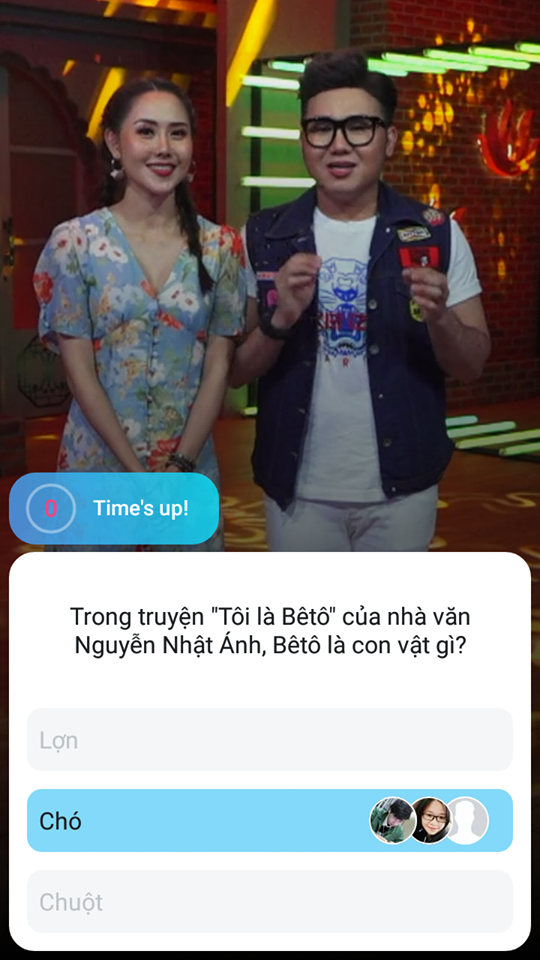 0
Time's up!
Trong truyện "Tôi là Bêtô" của nhà văn
Nguyễn Nhật Ánh, Bêtô là con vật gì?
Lợn
Chó
Chuột